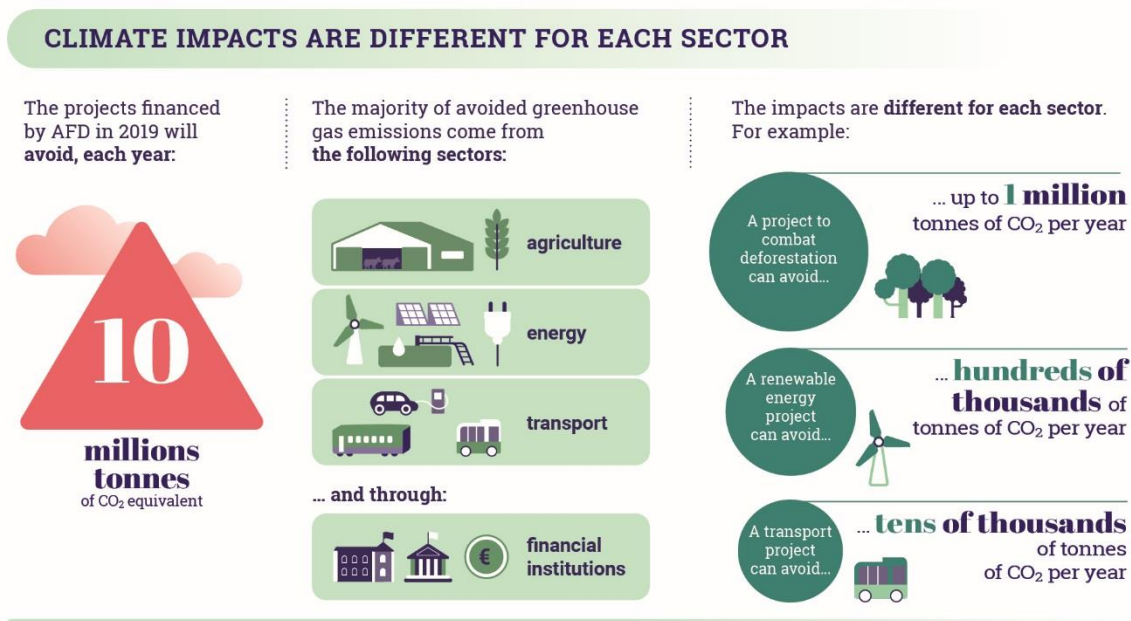 CLIMATE IMPACTS ARE DIFFERENT FOR EACH SECTOR
The projects financed
by AFD in 2019 will
avoid, each year:
10
millions
tonnes
of CO₂ equivalent
The majority of avoided greenhouse
gas emissions come from
the following sectors:
agriculture
energy
transport
... and through:
€
financial
institutions
The impacts are different for each sector.
For example:
A project to
combat
deforestation
can avoid...
... up to 1 million
tonnes of CO₂ per year
A renewable
energy
project
can avoid...
... hundreds of
thousands of
tonnes of CO₂ per year
A transport
project
can avoid...
... tens of thousands
of tonnes
of CO₂ per year